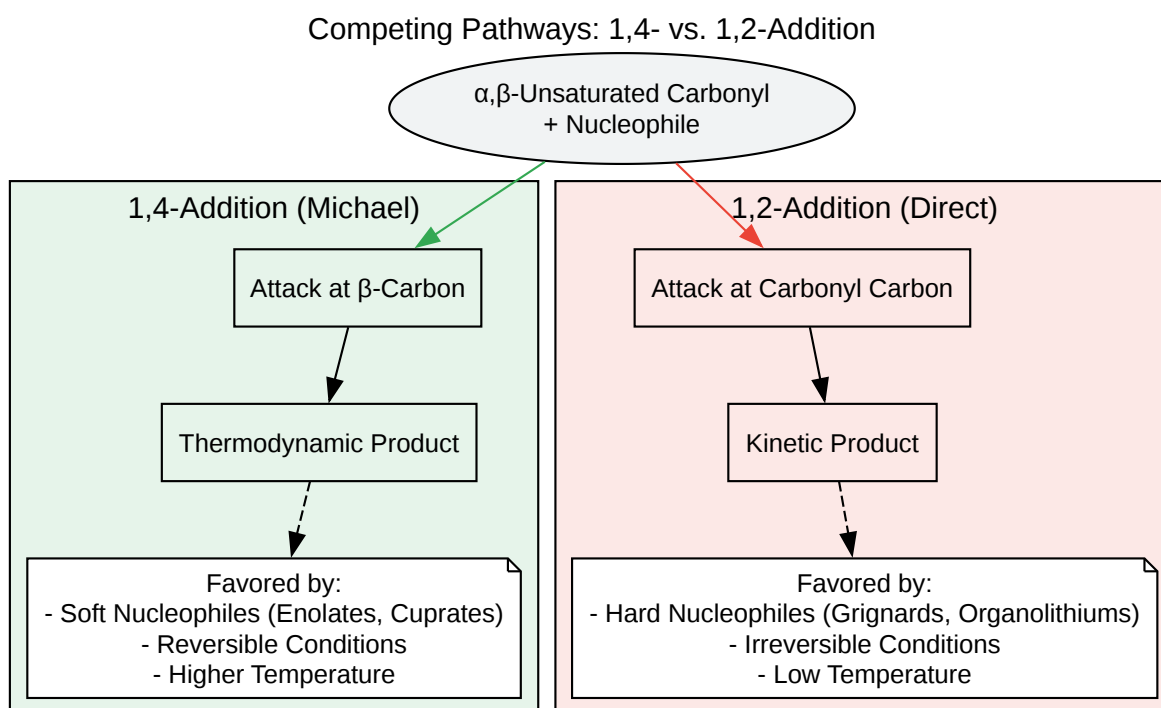 Competing Pathways: 1,4- vs. 1,2-Addition
α,β-Unsaturated Carbonyl
+ Nucleophile
1,4-Addition (Michael)
Attack at β-Carbon
Thermodynamic Product
Favored by:
- Soft Nucleophiles (Enolates, Cuprates)
- Reversible Conditions
- Higher Temperature
1,2-Addition (Direct)
Attack at Carbonyl Carbon
Kinetic Product
Favored by:
- Hard Nucleophiles (Grignards, Organolithiums)
- Irreversible Conditions
- Low Temperature